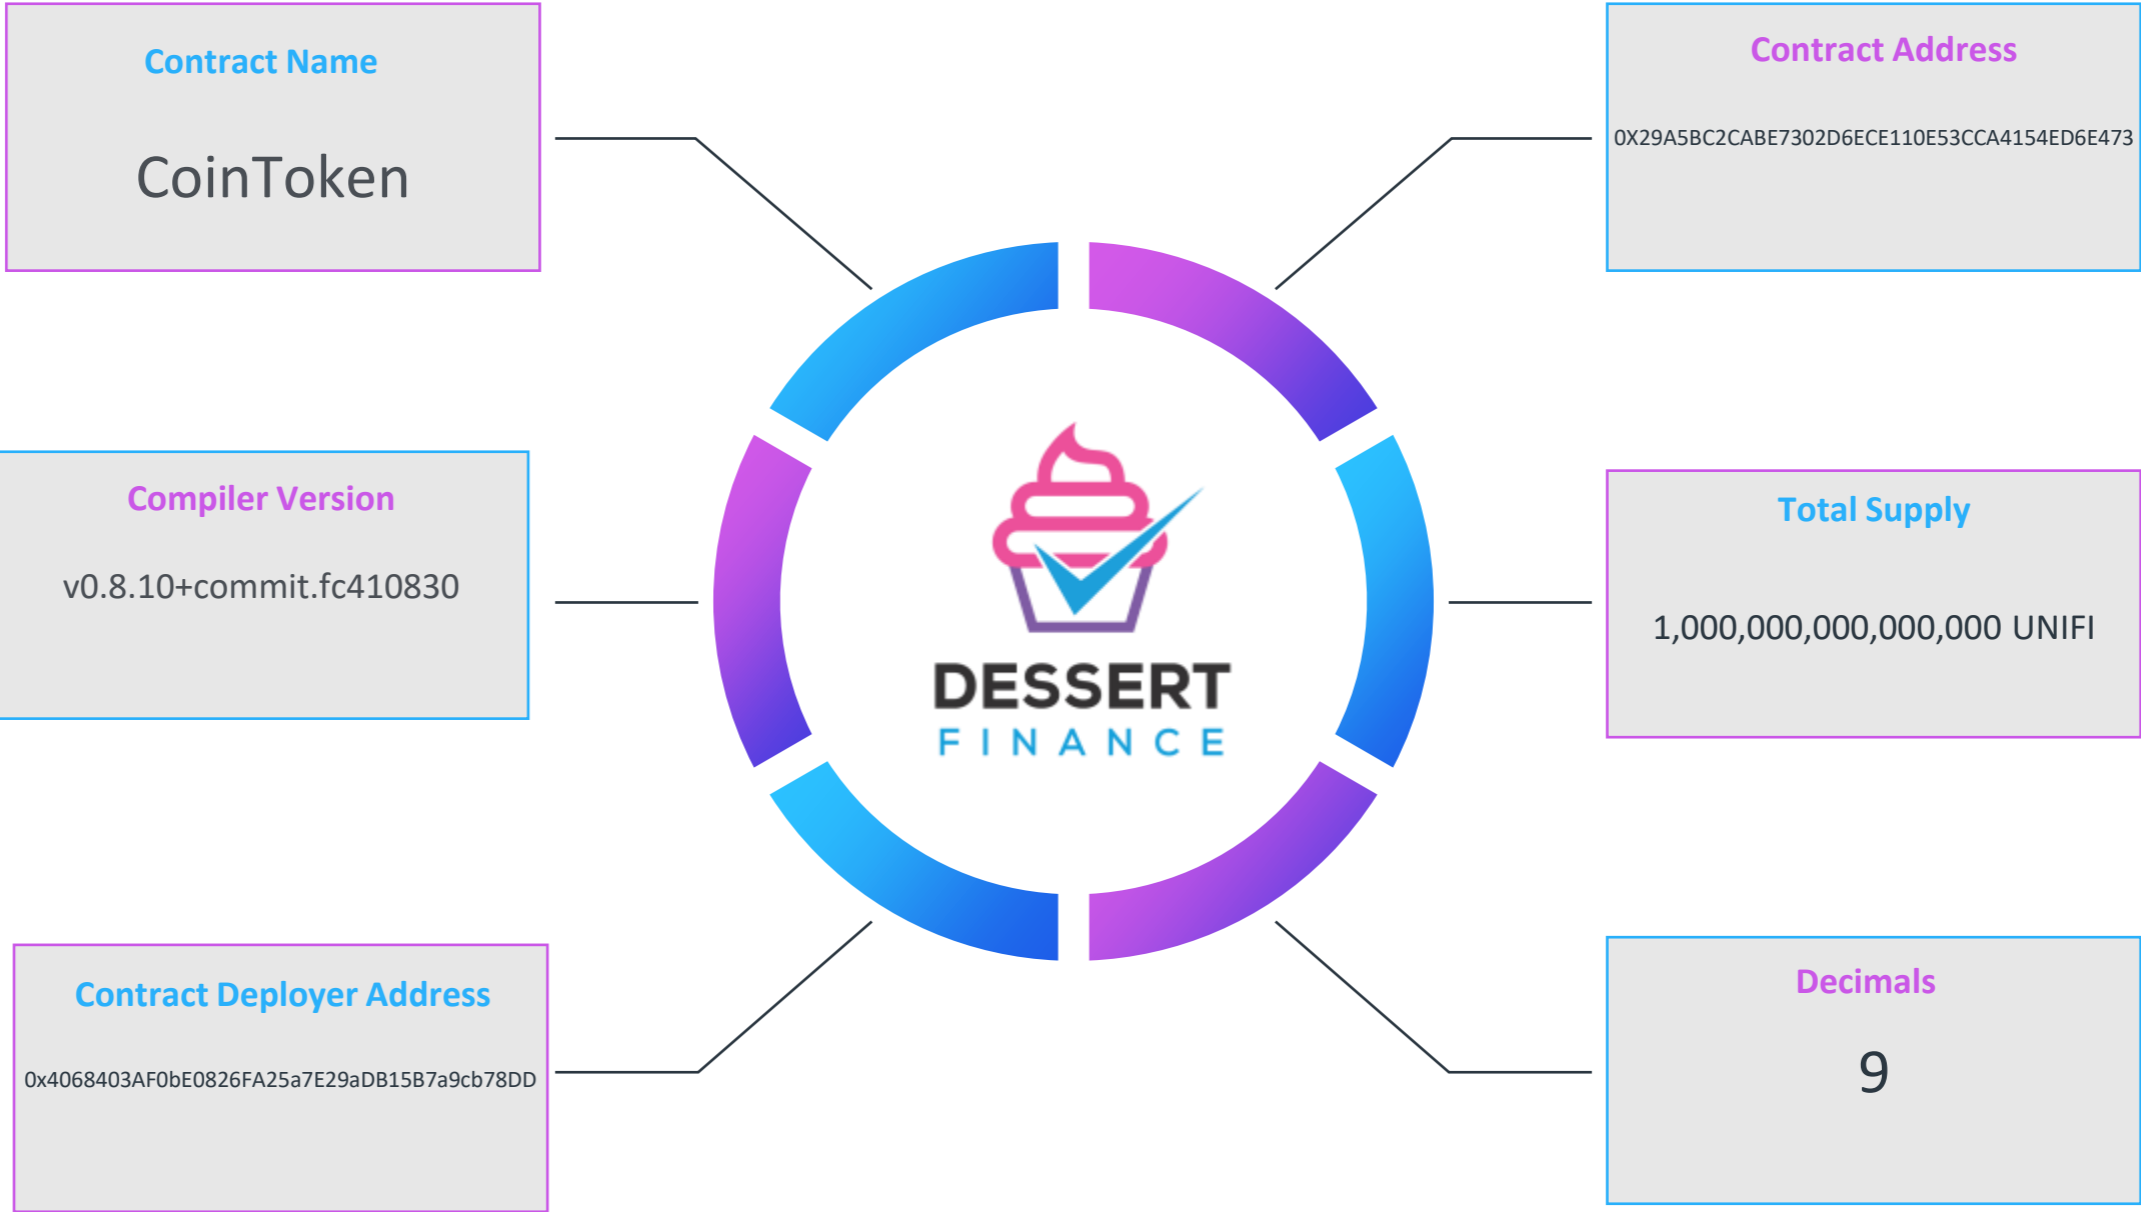 Contract Name
CoinToken
Contract Address
0X29A5BC2CABE7302D6ECE110E53CCA4154ED6E473
Compiler Version
v0.8.10+commit.fc410830
DESSERT
FINANCE
Total Supply
1,000,000,000,000,000 UNIFI
Contract Deployer Address
0x4068403AF0bE0826FA25a7E29aDB15B7a9cb78DD
Decimals
9